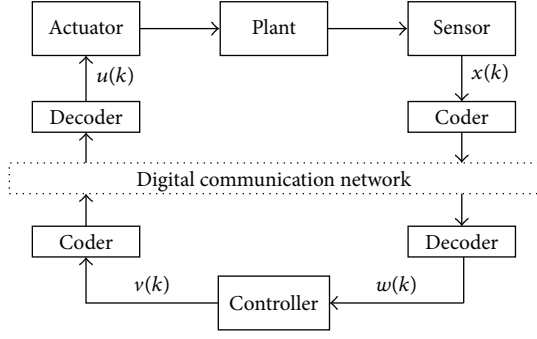 Actuator
Plant
Sensor
u(k)
x(k)
Decoder
Coder
Digital communication network
Coder
Decoder
v(k)
w(k)
Controller